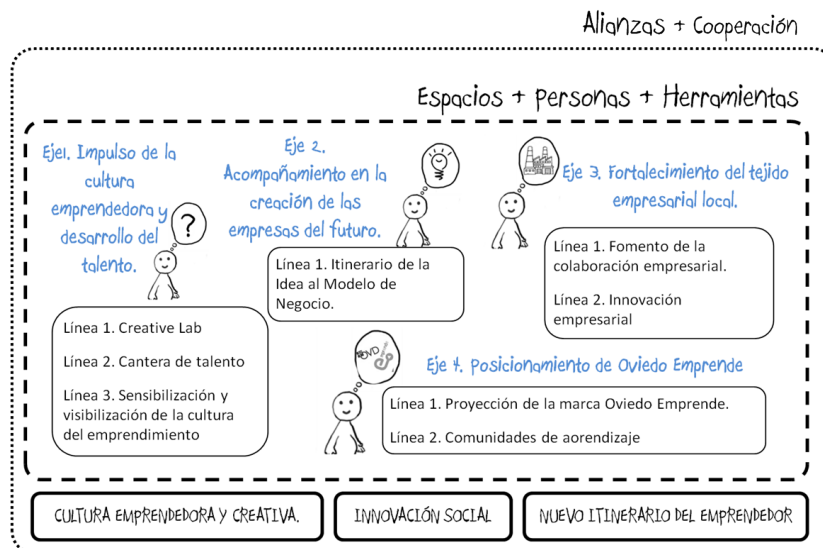 Alianzas + Cooperación
Espacios + Personas + Herramientas
Eje1. Impulso de la
cultura
emprendedora y
desarrollo del
talento.
?
Línea 1. Creative Lab
Línea 2. Cantera de talento
Línea 3. Sensibilización y
visibilización de la cultura
del emprendimiento
Eje 2.
Acompañamiento en la
creación de las
empresas del futuro.
Línea 1. Itinerario de la
Idea al Modelo de
Negocio.
Eje 3. Fortalecimiento del tejido
empresarial local.
Línea 1. Fomento de la
colaboración empresarial.
Línea 2. Innovación
empresarial
Eje 4. Posicionamiento de Oviedo Emprende
Línea 1. Proyección de la marca Oviedo Emprende.
Línea 2. Comunidades de aorendizaje
CULTURA EMPRENDEDORA Y CREATIVA.
INNOVACIÓN SOCIAL
NUEVO ITINERARIO DEL EMPRENDEDOR